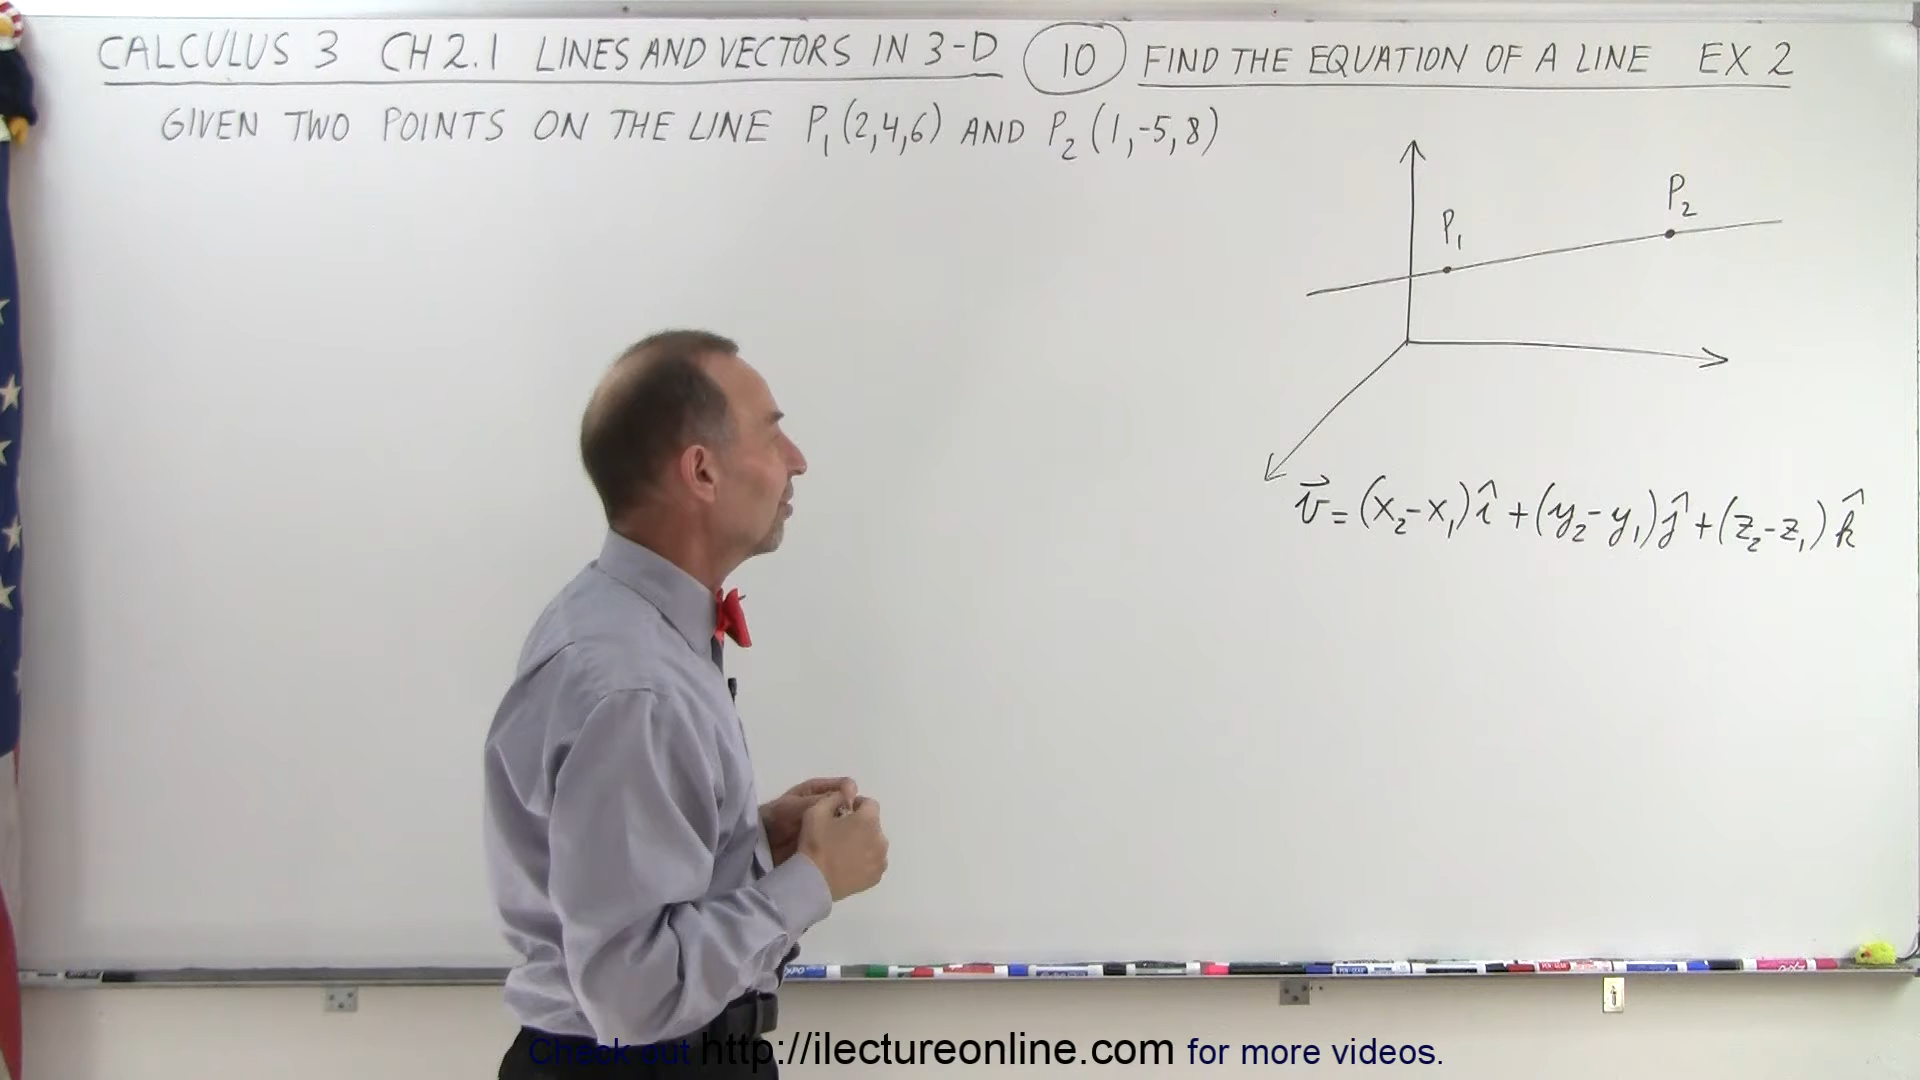 CALCULUS 3 CH 2.1 LINES AND VECTORS IN 3-D 10 FIND THE EQUATION OF A LINE EX 2
GIVEN TWO POINTS ON THE LINE P₁(2,4,6) AND P₂(1,-5,8)
P₂
P₁
v⃗=(x₂-x₁)î+(y₂-y₁)ĵ+(z₂-z₁)k̂
Check out http://ilectureonline.com for more videos.